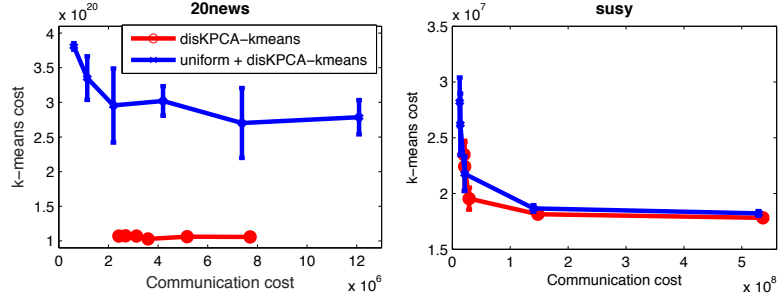 20news
x 10^20
4
3.5
3
2.5
2
1.5
1
k−means cost
disKPCA−kmeans
uniform + disKPCA−kmeans
0 2 4 6 8 10 12
Communication cost
x 10^6
susy
x 10^7
3.5
3
2.5
2
1.5
k−means cost
0 1 2 3 4 5
Communication cost
x 10^8